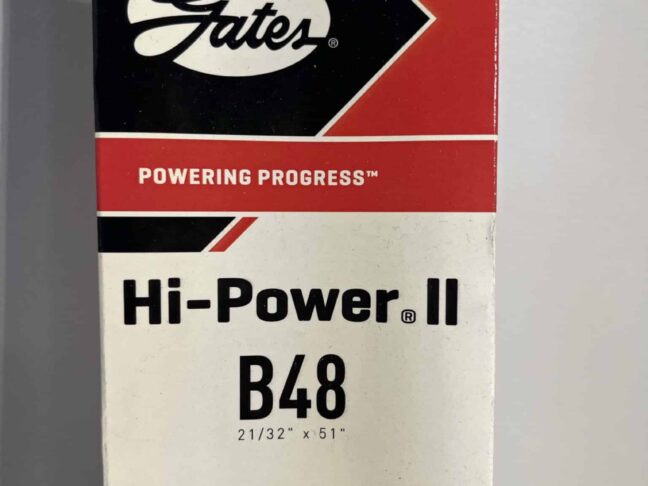 Gates®
POWERING PROGRESS™
Hi-Power® II
B48
21/32" x 51"